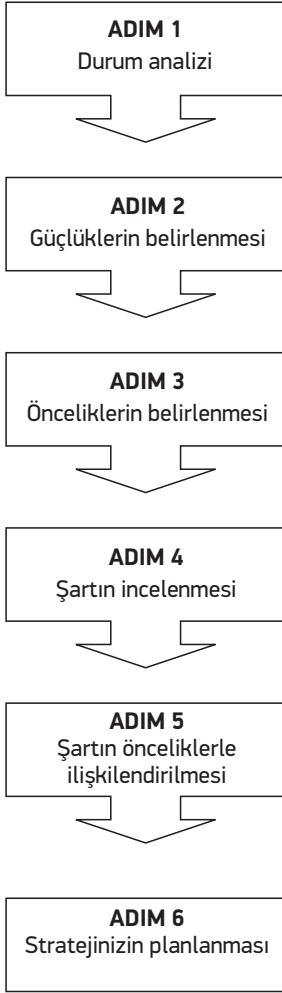 ADIM 1
Durum analizi
ADIM 2
Güçlüklerin belirlenmesi
ADIM 3
Önceliklerin belirlenmesi
ADIM 4
Şartın incelenmesi
ADIM 5
Şartın önceliklerle
ilişkilendirilmesi
ADIM 6
Stratejinizin planlanması